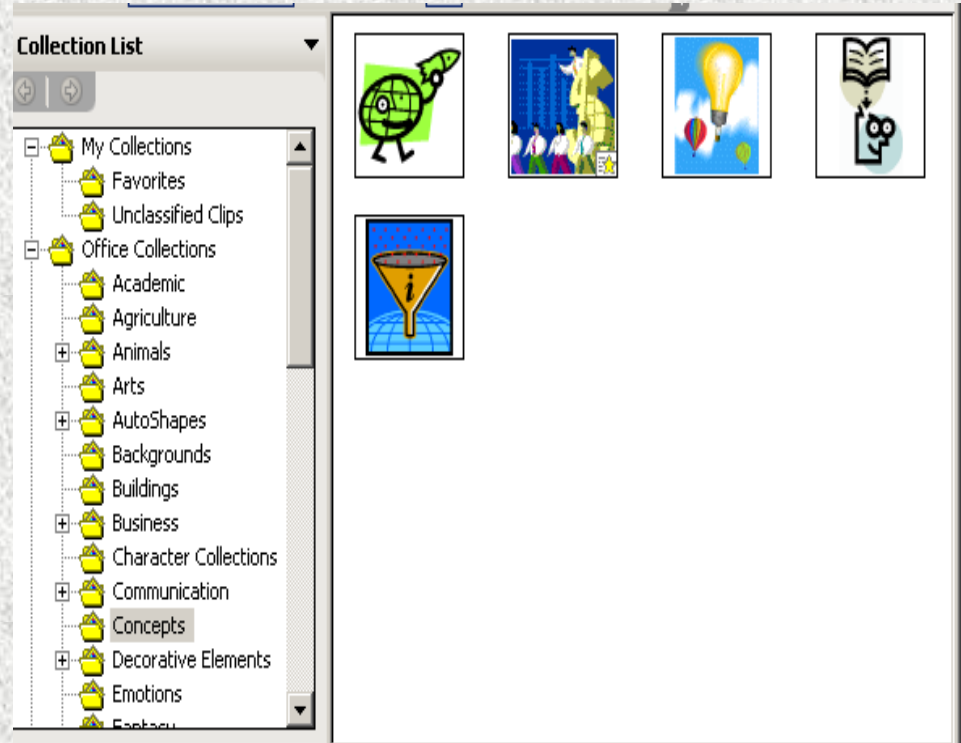 Collection List
My Collections
Favorites
Unclassified Clips
Office Collections
Academic
Agriculture
Animals
Arts
AutoShapes
Backgrounds
Buildings
Business
Character Collections
Communication
Concepts
Decorative Elements
Emotions
Fantasy
i